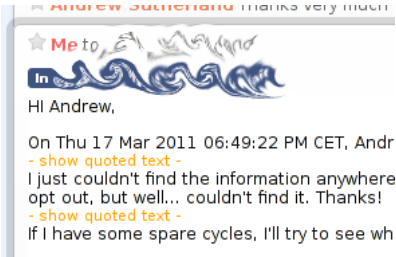 Andrew Sutherland Thanks very much
Me to
In
HI Andrew,
On Thu 17 Mar 2011 06:49:22 PM CET, Andr
- show quoted text -
I just couldn't find the information anywhere
opt out, but well... couldn't find it. Thanks!
- show quoted text -
If I have some spare cycles, I'll try to see wh